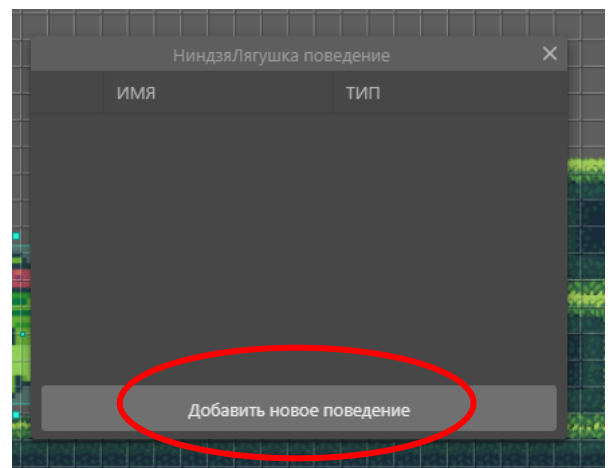 НиндзяЛягушка поведение
ИМЯ ТИП
Добавить новое поведение